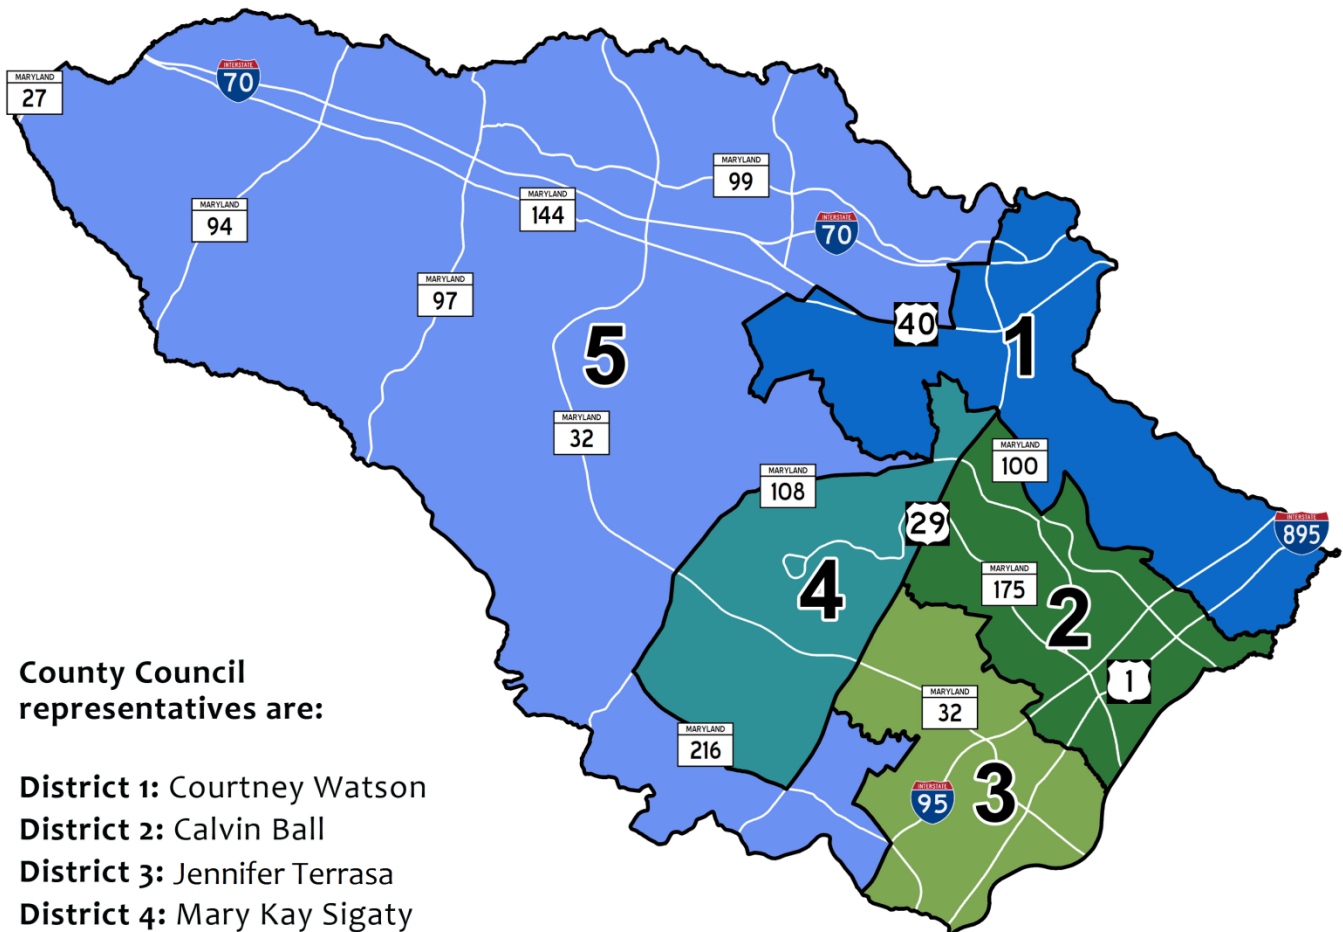 MARYLAND
27
INTERSTATE
70
MARYLAND
94
MARYLAND
97
MARYLAND
144
MARYLAND
99
INTERSTATE
70
40
1
5
MARYLAND
32
MARYLAND
108
MARYLAND
100
29
INTERSTATE
895
4
MARYLAND
175
2
1
MARYLAND
32
MARYLAND
216
INTERSTATE
95
3
County Council
representatives are:
District 1: Courtney Watson
District 2: Calvin Ball
District 3: Jennifer Terrasa
District 4: Mary Kay Sigaty